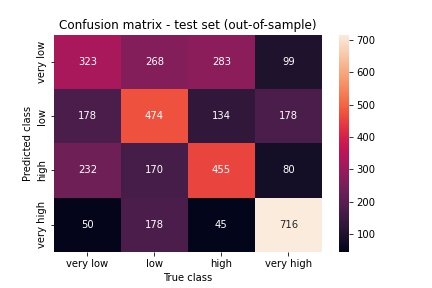 Confusion matrix - test set (out-of-sample)
very low 323 268 283 99
low 178 474 134 178
high 232 170 455 80
very high 50 178 45 716
very low low high very high
True class
Predicted class
700
600
500
400
300
200
100